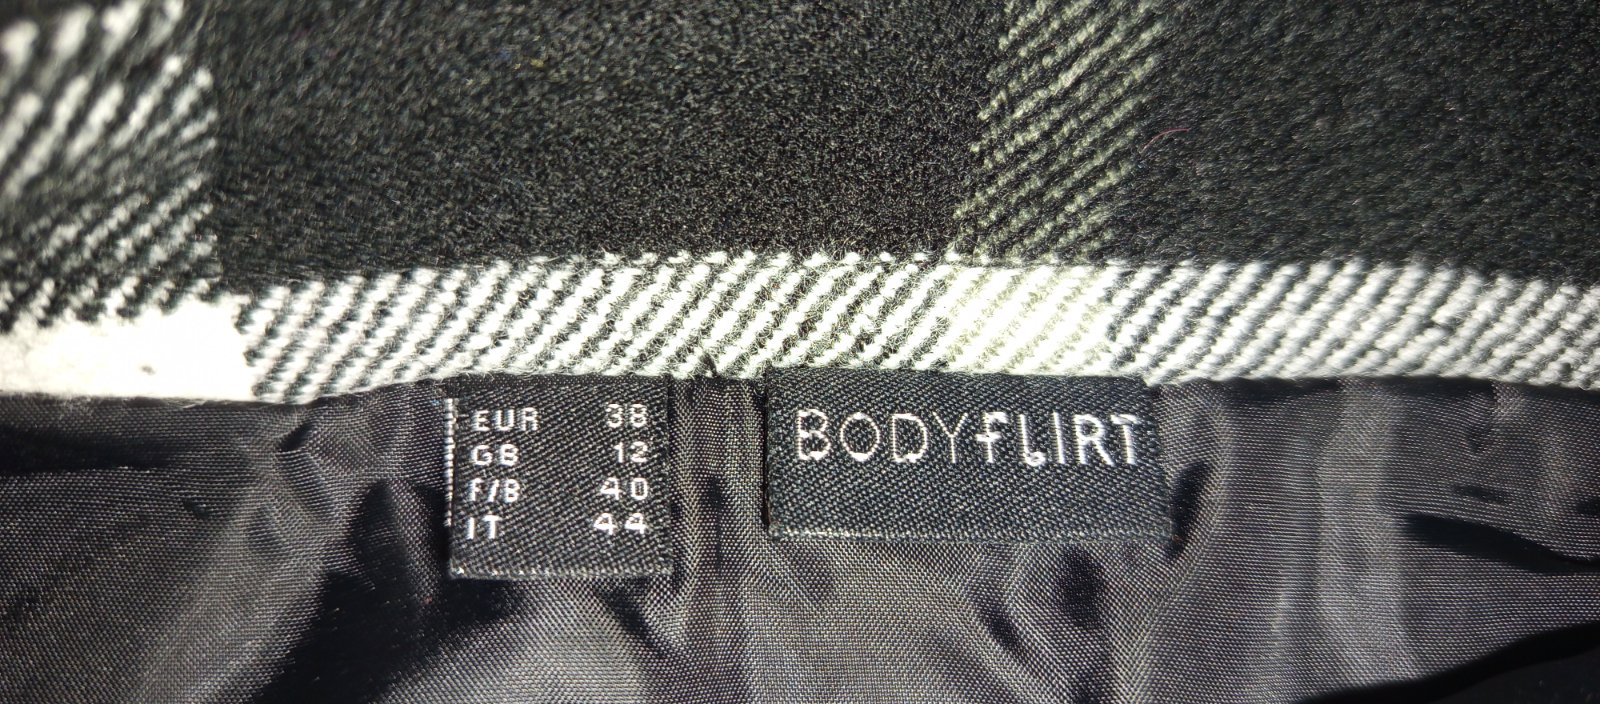 EUR 38
GB 12
F/B 40
IT 44
BODYFLIRT